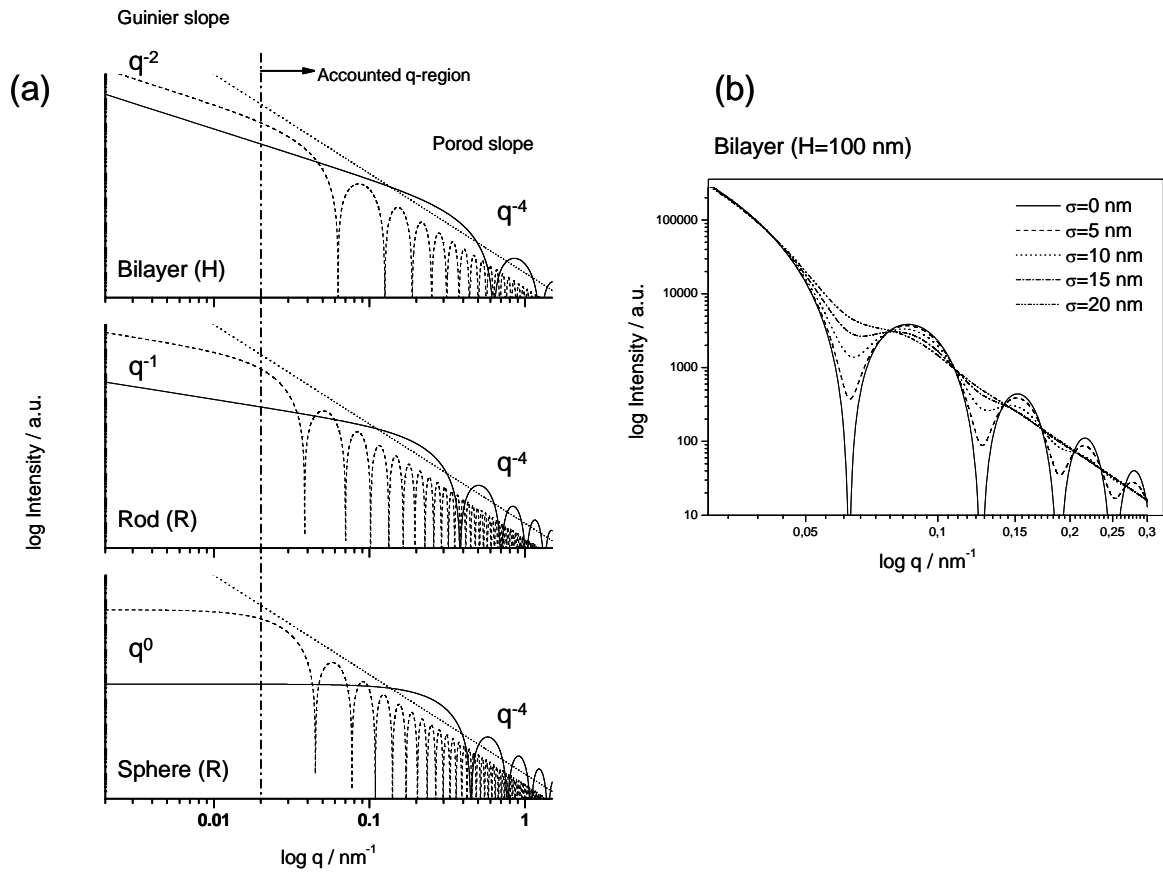 Guinier slope
(a)
q-2
Accounted q-region
Porod slope
q-4
Bilayer (H)
q-1
q-4
Rod (R)
q0
q-4
Sphere (R)
log Intensity / a.u.
0.01
0.1
1
log q / nm-1
(b)
Bilayer (H=100 nm)
σ=0 nm
σ=5 nm
σ=10 nm
σ=15 nm
σ=20 nm
100000
10000
1000
100
10
log Intensity / a.u.
0,05
0,1
0,15
0,2
0,25
0,3
log q / nm-1